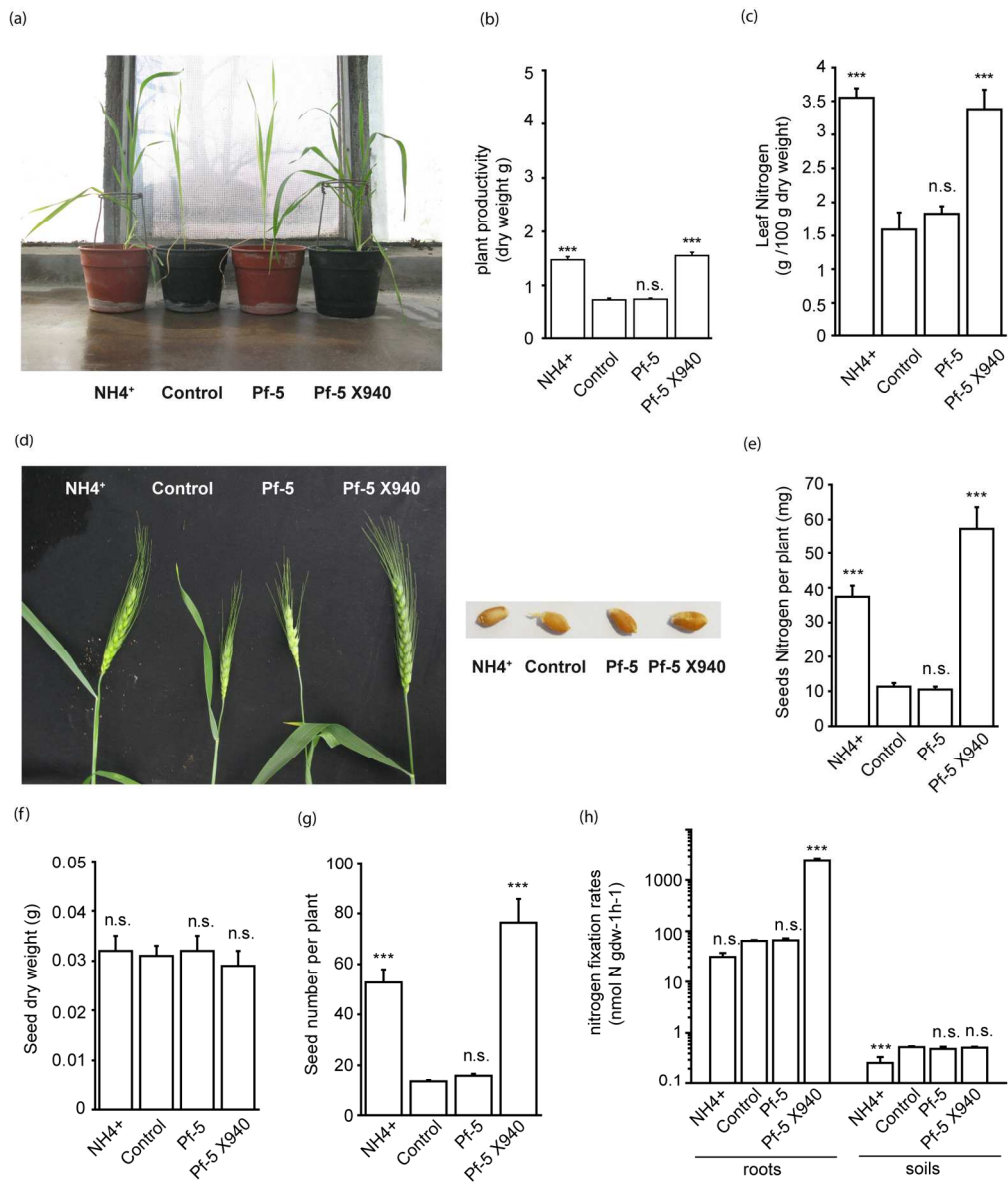 (a)
NH4⁺ Control Pf-5 Pf-5 X940
(b)
plant productivity
(dry weight g)
5
4
3
2
1
0
***
n.s.
***
NH4+
Control
Pf-5
Pf-5 X940
(c)
Leaf Nitrogen
(g /100 g dry weight)
4
3.5
3
2.5
2
1.5
1
0.5
0
***
n.s.
***
NH4+
Control
Pf-5
Pf-5 X940
(d)
NH4⁺ Control Pf-5 Pf-5 X940
NH4⁺ Control Pf-5 Pf-5 X940
(e)
Seeds Nitrogen per plant (mg)
70
60
50
40
30
20
10
0
***
n.s.
***
NH4+
Control
Pf-5
Pf-5 X940
(f)
Seed dry weight (g)
0.05
0.04
0.03
0.02
0.01
0
n.s.
n.s.
n.s.
NH4+
Control
Pf-5
Pf-5 X940
(g)
Seed number per plant
100
80
60
40
20
0
***
n.s.
***
NH4+
Control
Pf-5
Pf-5 X940
(h)
nitrogen fixation rates
(nmol N gdw-1h-1)
1000
100
10
1
0.1
n.s.
n.s.
***
***
n.s.
n.s.
NH4+
Control
Pf-5
Pf-5 X940
NH4+
Control
Pf-5
Pf-5 X940
roots
soils